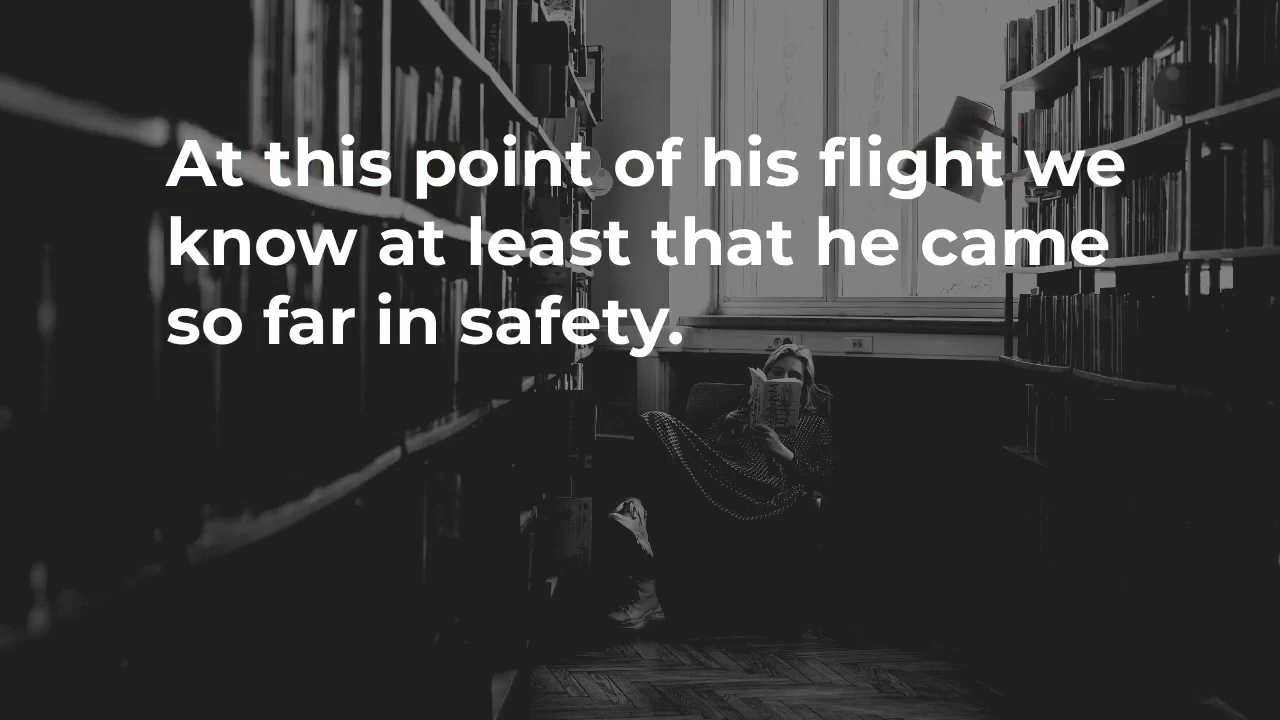 At this point of his flight we
know at least that he came
so far in safety.